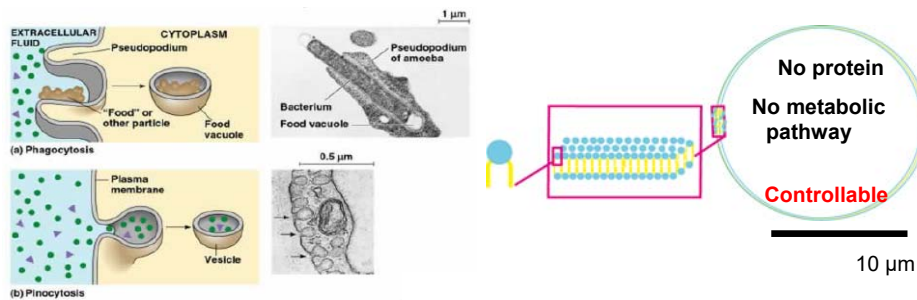 1 µm
EXTRACELLULAR
FLUID
CYTOPLASM
Pseudopodium
"Food" or
other particle
Food
vacuole
(a) Phagocytosis
Pseudopodium
of amoeba
Bacterium
Food vacuole
0.5 µm
Plasma
membrane
Vesicle
(b) Pinocytosis
No protein
No metabolic
pathway
Controllable
10 µm